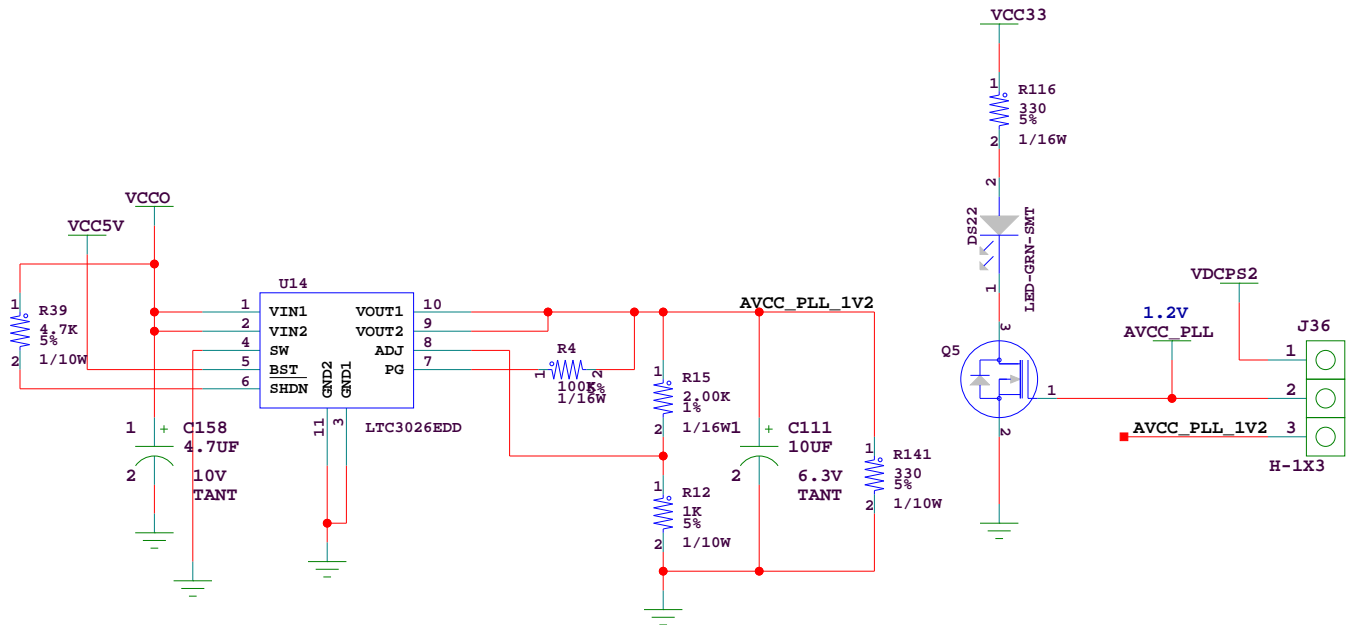 VCC33
1
R116
330
5%
2
1/16W
2
DS22
LED-GRN-SMT
1
VCCO
VCC5V
U14
1
R39
4.7K
5%
2
1/10W
1
VIN1
2
VIN2
4
SW
5
BST
6
SHDN
VOUT1
10
VOUT2
9
ADJ
8
PG
7
GND2
GND1
11
3
LTC3026EDD
1
+
C158
4.7UF
2
10V
TANT
R4
1
2
100K
5%
1/16W
1
R15
2.00K
1%
2
1/16W
1
R12
1K
5%
2
1/10W
AVCC_PLL_1V2
1
+
C111
10UF
2
6.3V
TANT
1
R141
330
5%
2
1/10W
Q5
3
1
2
1.2V
AVCC_PLL
VDCPS2
J36
1
2
AVCC_PLL_1V2
3
H-1X3